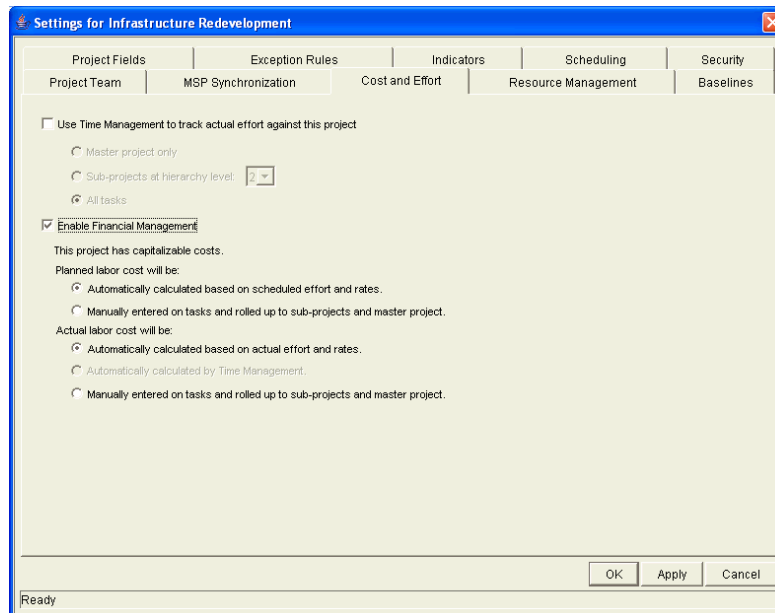 Settings for Infrastructure Redevelopment
Project Fields Exception Rules Indicators Scheduling Security
Project Team MSP Synchronization Cost and Effort Resource Management Baselines
Use Time Management to track actual effort against this project
Master project only
Sub-projects at hierarchy level: 2
All tasks
Enable Financial Management
This project has capitalizable costs.
Planned labor cost will be:
Automatically calculated based on scheduled effort and rates.
Manually entered on tasks and rolled up to sub-projects and master project.
Actual labor cost will be:
Automatically calculated based on actual effort and rates.
Automatically calculated by Time Management.
Manually entered on tasks and rolled up to sub-projects and master project.
OK Apply Cancel
Ready